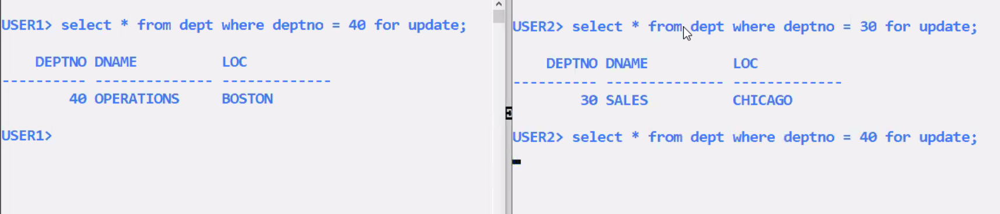 USER1> select * from dept where deptno = 40 for update;
DEPTNO DNAME LOC
---------- -------------- -------------
40 OPERATIONS BOSTON
USER1>
USER2> select * from dept where deptno = 30 for update;
DEPTNO DNAME LOC
---------- -------------- -------------
30 SALES CHICAGO
USER2> select * from dept where deptno = 40 for update;